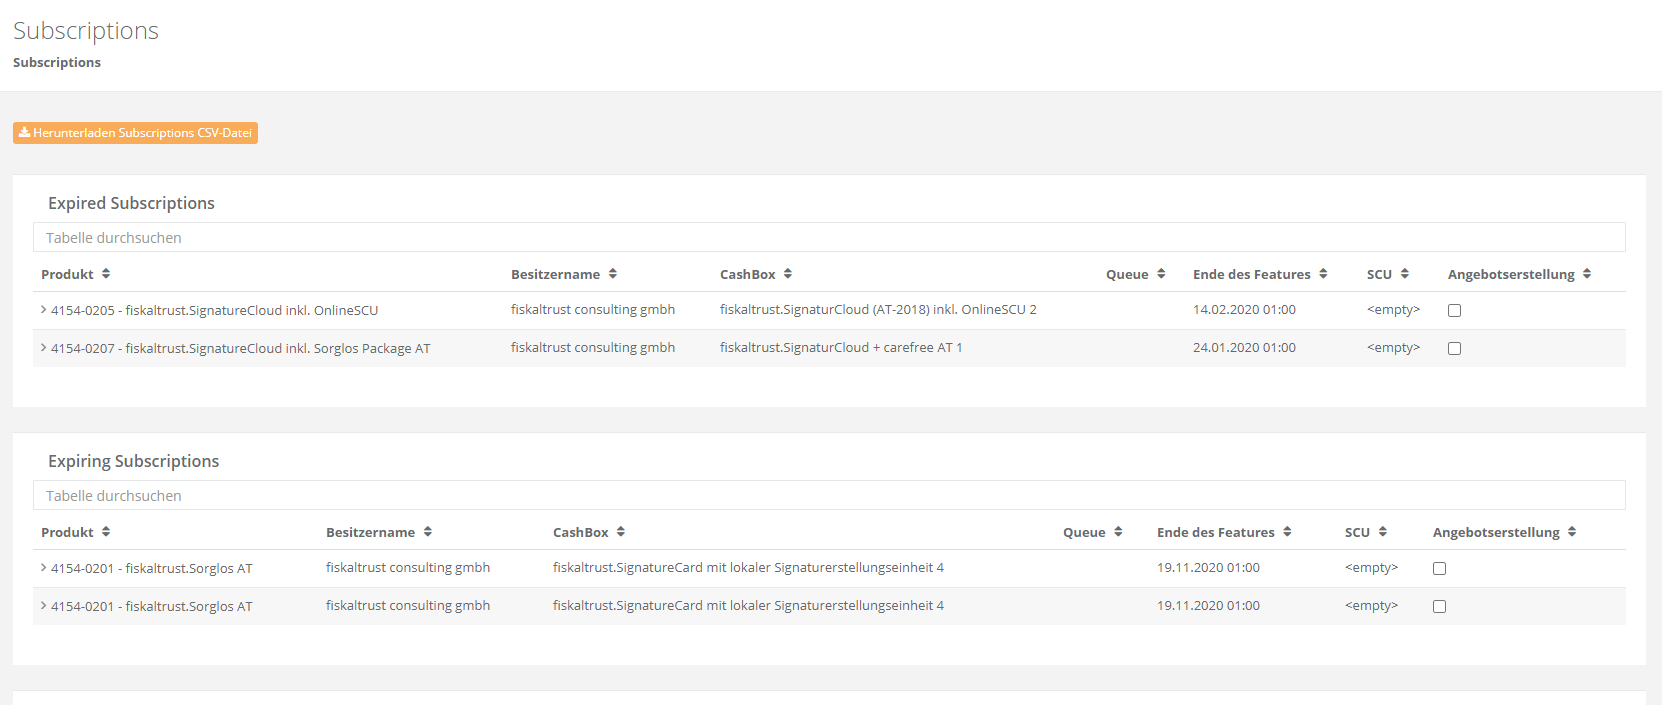 Subscriptions
Subscriptions
Herunterladen Subscriptions CSV-Datei
Expired Subscriptions
Tabelle durchsuchen
Produkt Besitzername CashBox Queue Ende des Features SCU Angebotserstellung
4154-0205 - fiskaltrust.SignatureCloud inkl. OnlineSCU fiskaltrust consulting gmbh fiskaltrust.SignaturCloud (AT-2018) inkl. OnlineSCU 2 14.02.2020 01:00 <empty>
4154-0207 - fiskaltrust.SignatureCloud inkl. Sorglos Package AT fiskaltrust consulting gmbh fiskaltrust.SignaturCloud + carefree AT 1 24.01.2020 01:00 <empty>
Expiring Subscriptions
Tabelle durchsuchen
Produkt Besitzername CashBox Queue Ende des Features SCU Angebotserstellung
4154-0201 - fiskaltrust.Sorglos AT fiskaltrust consulting gmbh fiskaltrust.SignatureCard mit lokaler Signaturerstellungseinheit 4 19.11.2020 01:00 <empty>
4154-0201 - fiskaltrust.Sorglos AT fiskaltrust consulting gmbh fiskaltrust.SignatureCard mit lokaler Signaturerstellungseinheit 4 19.11.2020 01:00 <empty>